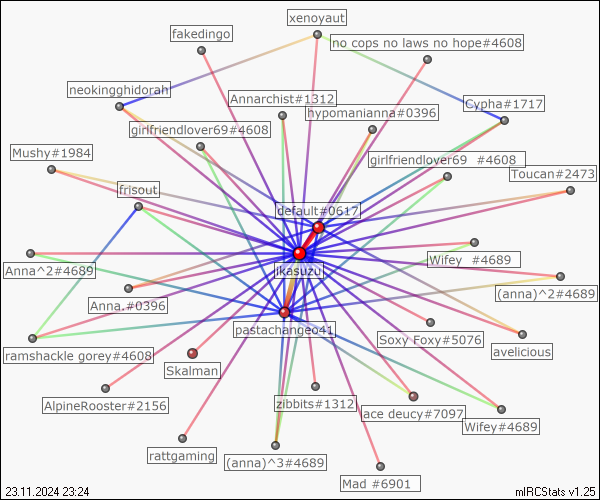 xenoyaut
fakedingo
no cops no laws no hope#4608
neokingghidorah
Annarchist#1312
Cypha#1717
hypomanianna#0396
girlfriendlover69#4608
Mushy#1984
girlfriendlover69 #4608
Toucan#2473
frisout
default#0617
Wifey #4689
Anna^2#4689
jkasuzu
(anna)^2#4689
Anna.#0396
pastachangeo41
Soxy Foxy#5076
avelicious
ramshackle gorey#4608
Skalman
AlpineRooster#2156
zibbits#1312
ace deucy#7097
Wifey#4689
rattgaming
(anna)^3#4689
Mad #6901
23.11.2024 23:24
mIRCStats v1.25